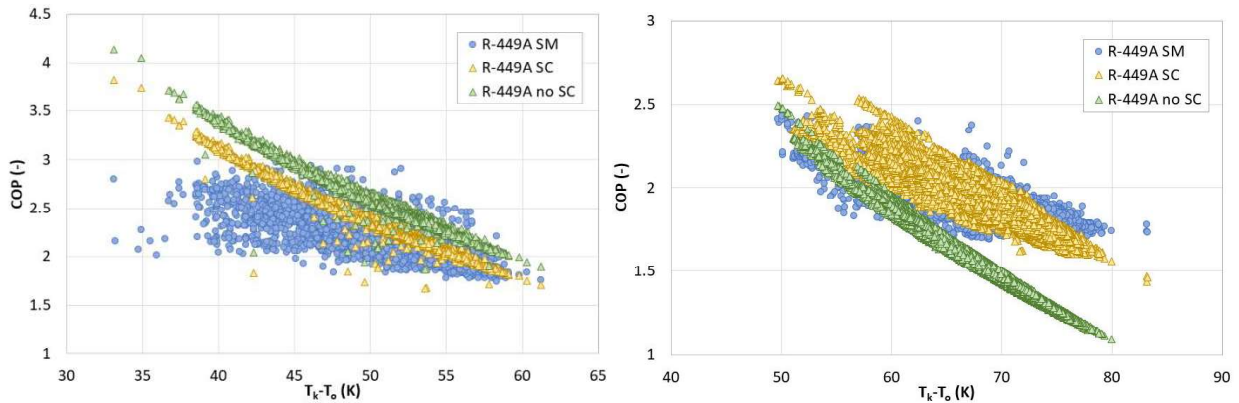 4.5
4
3.5
3
2.5
2
1.5
1
COP (-)
30 35 40 45 50 55 60 65
Tₖ-Tₒ (K)
R-449A SM
R-449A SC
R-449A no SC
3
2.5
2
1.5
1
COP (-)
40 50 60 70 80 90
Tₖ-Tₒ (K)
R-449A SM
R-449A SC
R-449A no SC